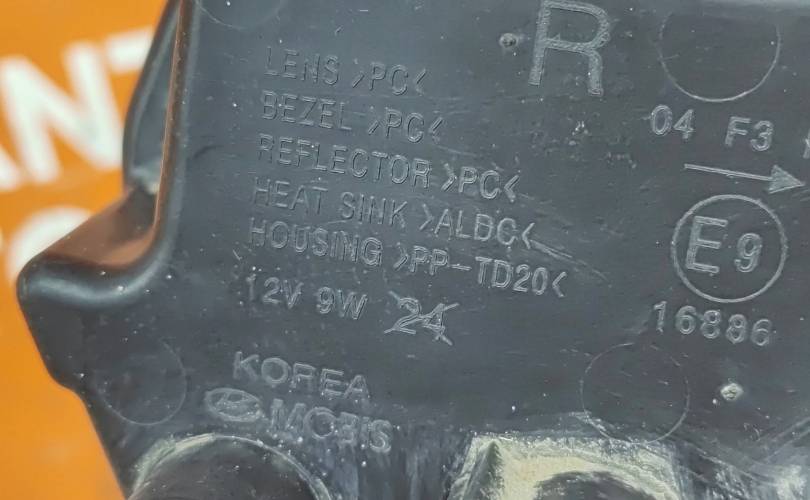 R
LENS >PC<
BEZEL >PC<
REFLECTOR >PC<
HEAT SINK >ALDC<
HOUSING >PP-TD20<
12V 9W 24
04 F3
E9
16886
KOREA
MOBIS